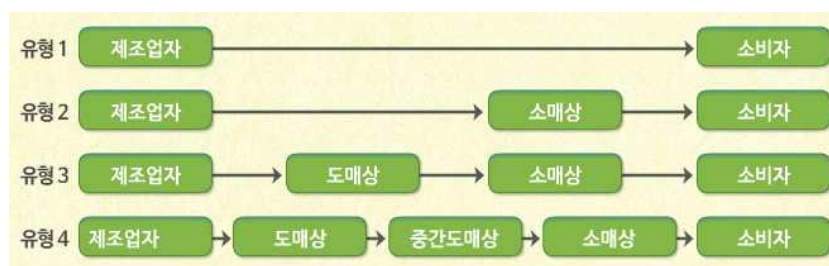 유형 1 제조업자 소비자
유형 2 제조업자 소매상 소비자
유형 3 제조업자 도매상 소매상 소비자
유형 4 제조업자 도매상 중간도매상 소매상 소비자